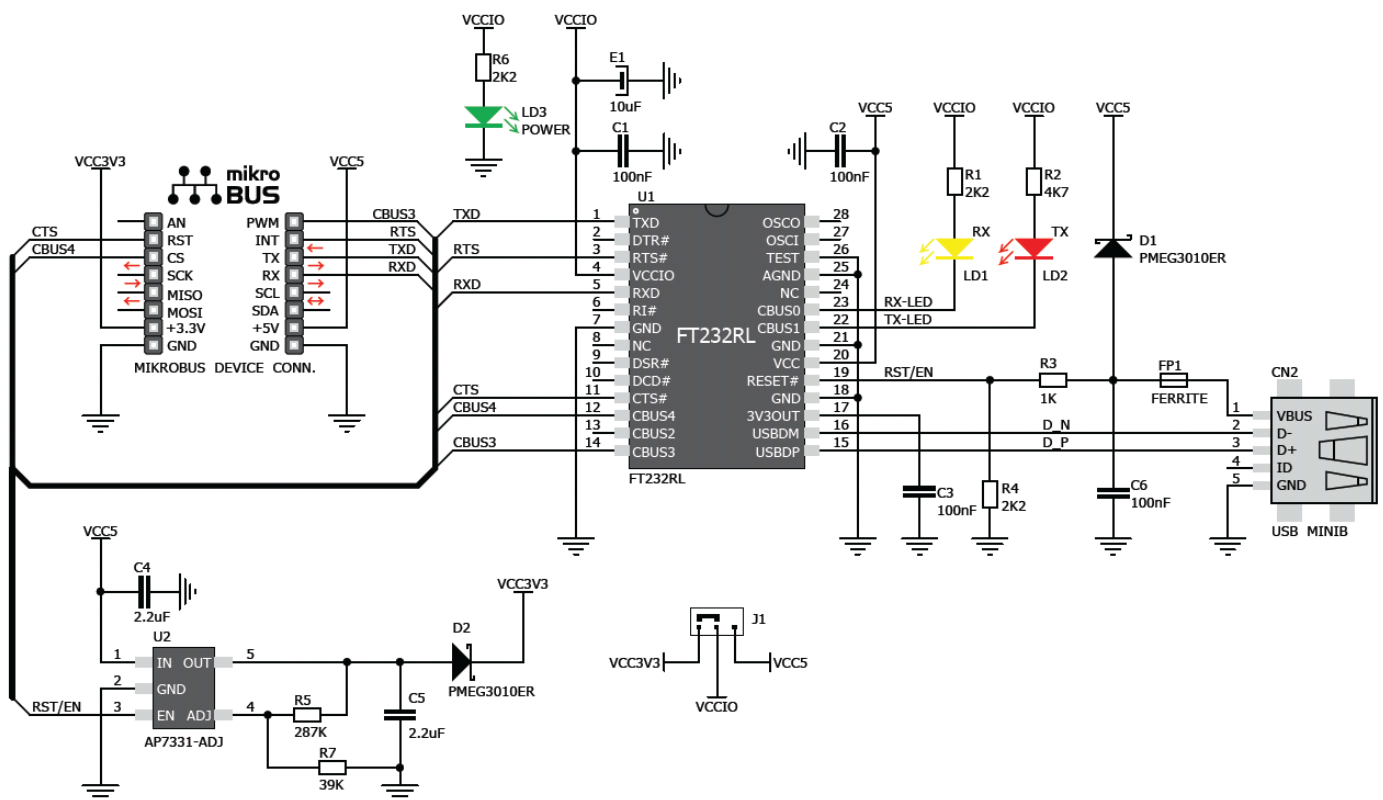 VCCIO
R6
2K2
LD3
POWER
VCCIO
E1
10uF
C1
100nF
VCC5
C2
100nF
VCCIO
R1
2K2
RX
LD1
VCCIO
R2
4K7
TX
LD2
VCC5
D1
PMEG3010ER
VCC3V3
mikro
BUS
VCC5
CTS
CBUS4
AN
RST
CS
SCK
MISO
MOSI
+3.3V
GND
PWM
INT
TX
RX
SCL
SDA
+5V
GND
CBUS3
RTS
TXD
RXD
MIKROBUS DEVICE CONN.
TXD
RTS
RXD
CTS
CBUS4
CBUS3
U1
1 TXD
2 DTR#
3 RTS#
4 VCCIO
5 RXD
6 RI#
7 GND
8 NC
9 DSR#
10 DCD#
11 CTS#
12 CBUS4
13 CBUS2
14 CBUS3
FT232RL
OSCO 28
OSCI 27
TEST 26
AGND 25
NC 24
CBUS0 23
CBUS1 22
GND 21
VCC 20
RESET# 19
GND 18
3V3OUT 17
USBDM 16
USBDP 15
FT232RL
RX-LED
TX-LED
RST/EN
R3
1K
FP1
FERRITE
D_N
D_P
C3
100nF
R4
2K2
C6
100nF
CN2
1 VBUS
2 D-
3 D+
4 ID
5 GND
USB MINIB
VCC5
C4
2.2uF
U2
1 IN
2 GND
3 EN
OUT 5
ADJ 4
RST/EN
AP7331-ADJ
R5
287K
R7
39K
C5
2.2uF
D2
PMEG3010ER
VCC3V3
J1
VCC3V3
VCC5
VCCIO